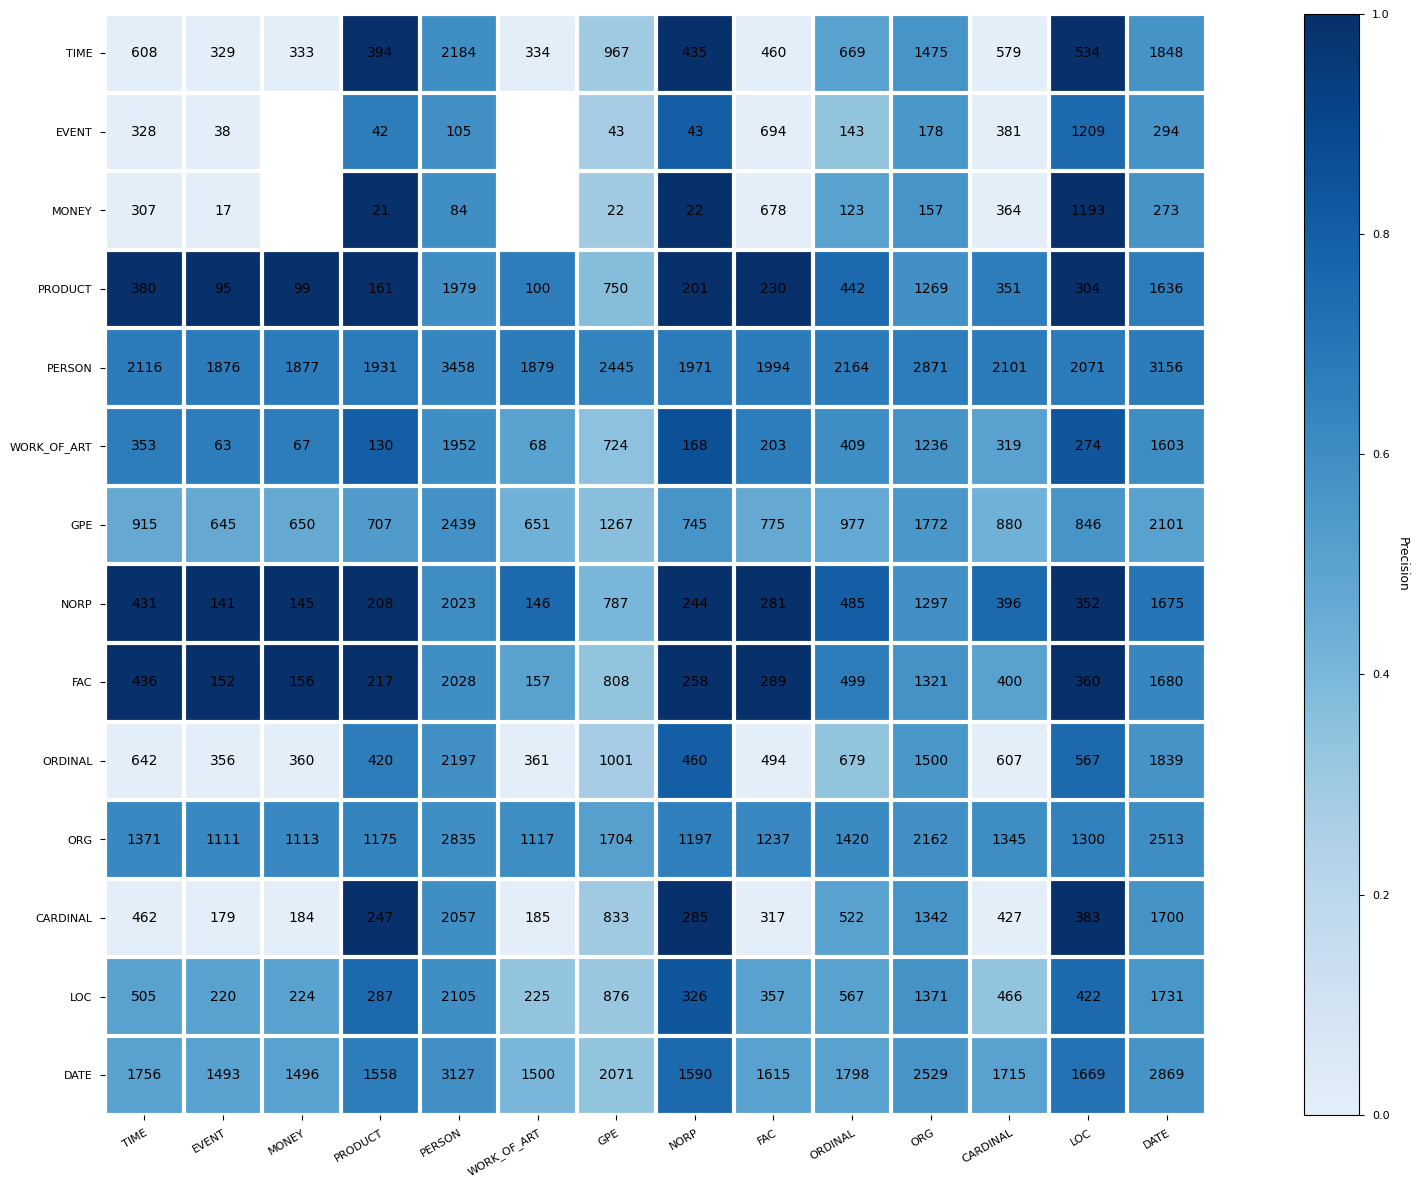 TIME 608 329 333 394 2184 334 967 435 460 669 1475 579 534 1848
EVENT 328 38 42 105 43 43 694 143 178 381 1209 294
MONEY 307 17 21 84 22 22 678 123 157 364 1193 273
PRODUCT 380 95 99 161 1979 100 750 201 230 442 1269 351 304 1636
PERSON 2116 1876 1877 1931 3458 1879 2445 1971 1994 2164 2871 2101 2071 3156
WORK_OF_ART 353 63 67 130 1952 68 724 168 203 409 1236 319 274 1603
GPE 915 645 650 707 2439 651 1267 745 775 977 1772 880 846 2101
NORP 431 141 145 208 2023 146 787 244 281 485 1297 396 352 1675
FAC 436 152 156 217 2028 157 808 258 289 499 1321 400 360 1680
ORDINAL 642 356 360 420 2197 361 1001 460 494 679 1500 607 567 1839
ORG 1371 1111 1113 1175 2835 1117 1704 1197 1237 1420 2162 1345 1300 2513
CARDINAL 462 179 184 247 2057 185 833 285 317 522 1342 427 383 1700
LOC 505 220 224 287 2105 225 876 326 357 567 1371 466 422 1731
DATE 1756 1493 1496 1558 3127 1500 2071 1590 1615 1798 2529 1715 1669 2869
TIME EVENT MONEY PRODUCT PERSON WORK_OF_ART GPE NORP FAC ORDINAL ORG CARDINAL LOC DATE
1.0
0.8
0.6
0.4
0.2
0.0
Precision